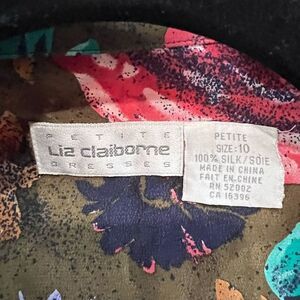 PETITE
Liz claiborne
DRESSES
PETITE
SIZE:10
100% SILK/SOIE
MADE IN CHINA
FAIT EN CHINE
RN 52002
CA 16396